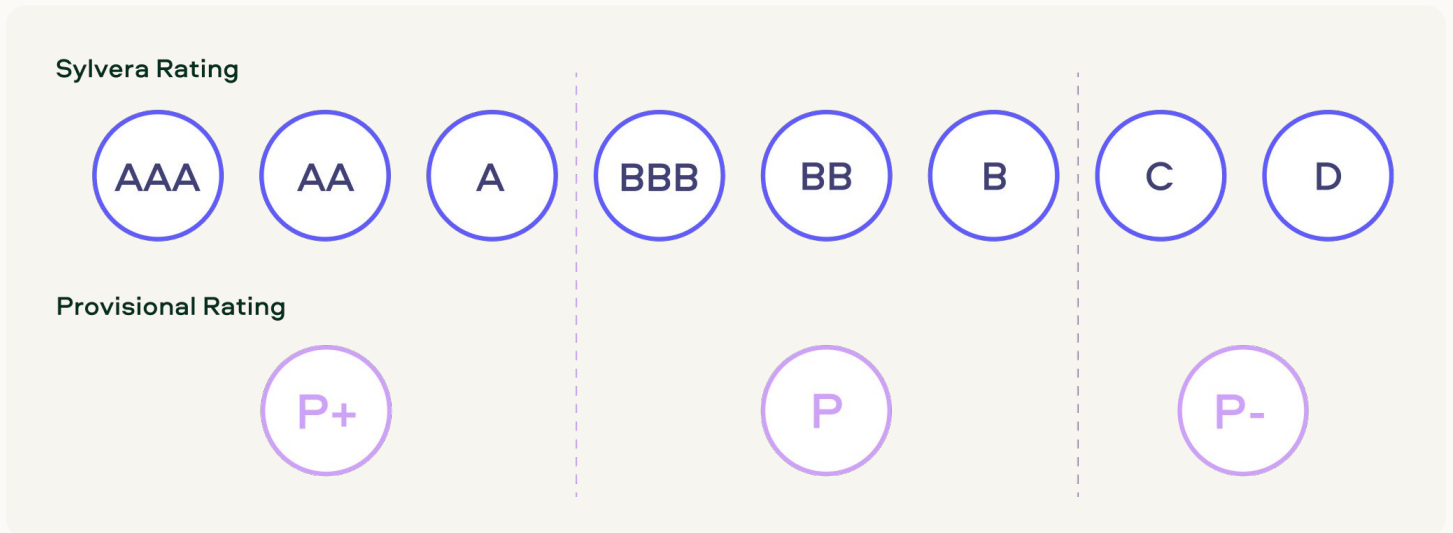 Sylvera Rating
AAA AA A BBB BB B C D
Provisional Rating
P+ P P-